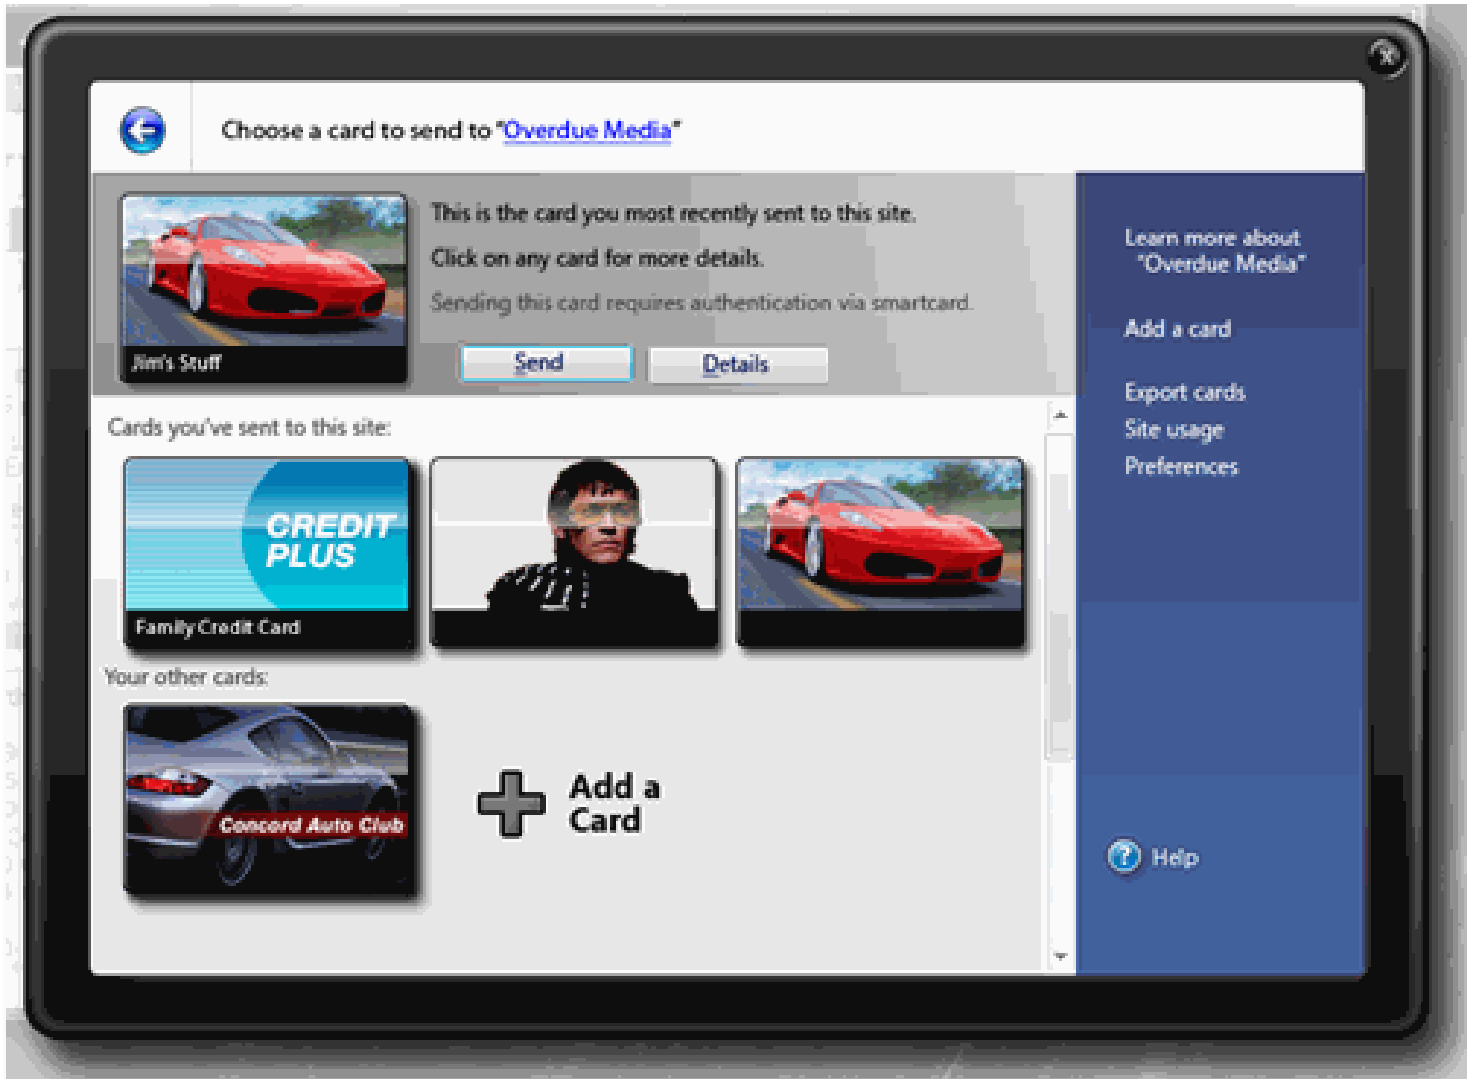 Choose a card to send to "Overdue Media"
This is the card you most recently sent to this site.
Click on any card for more details.
Sending this card requires authentication via smartcard.
Jim's Stuff
Send
Details
Cards you've sent to this site:
CREDIT
PLUS
Family Credit Card
Your other cards:
Concord Auto Club
Add a
Card
Learn more about
"Overdue Media"
Add a card
Export cards
Site usage
Preferences
? Help